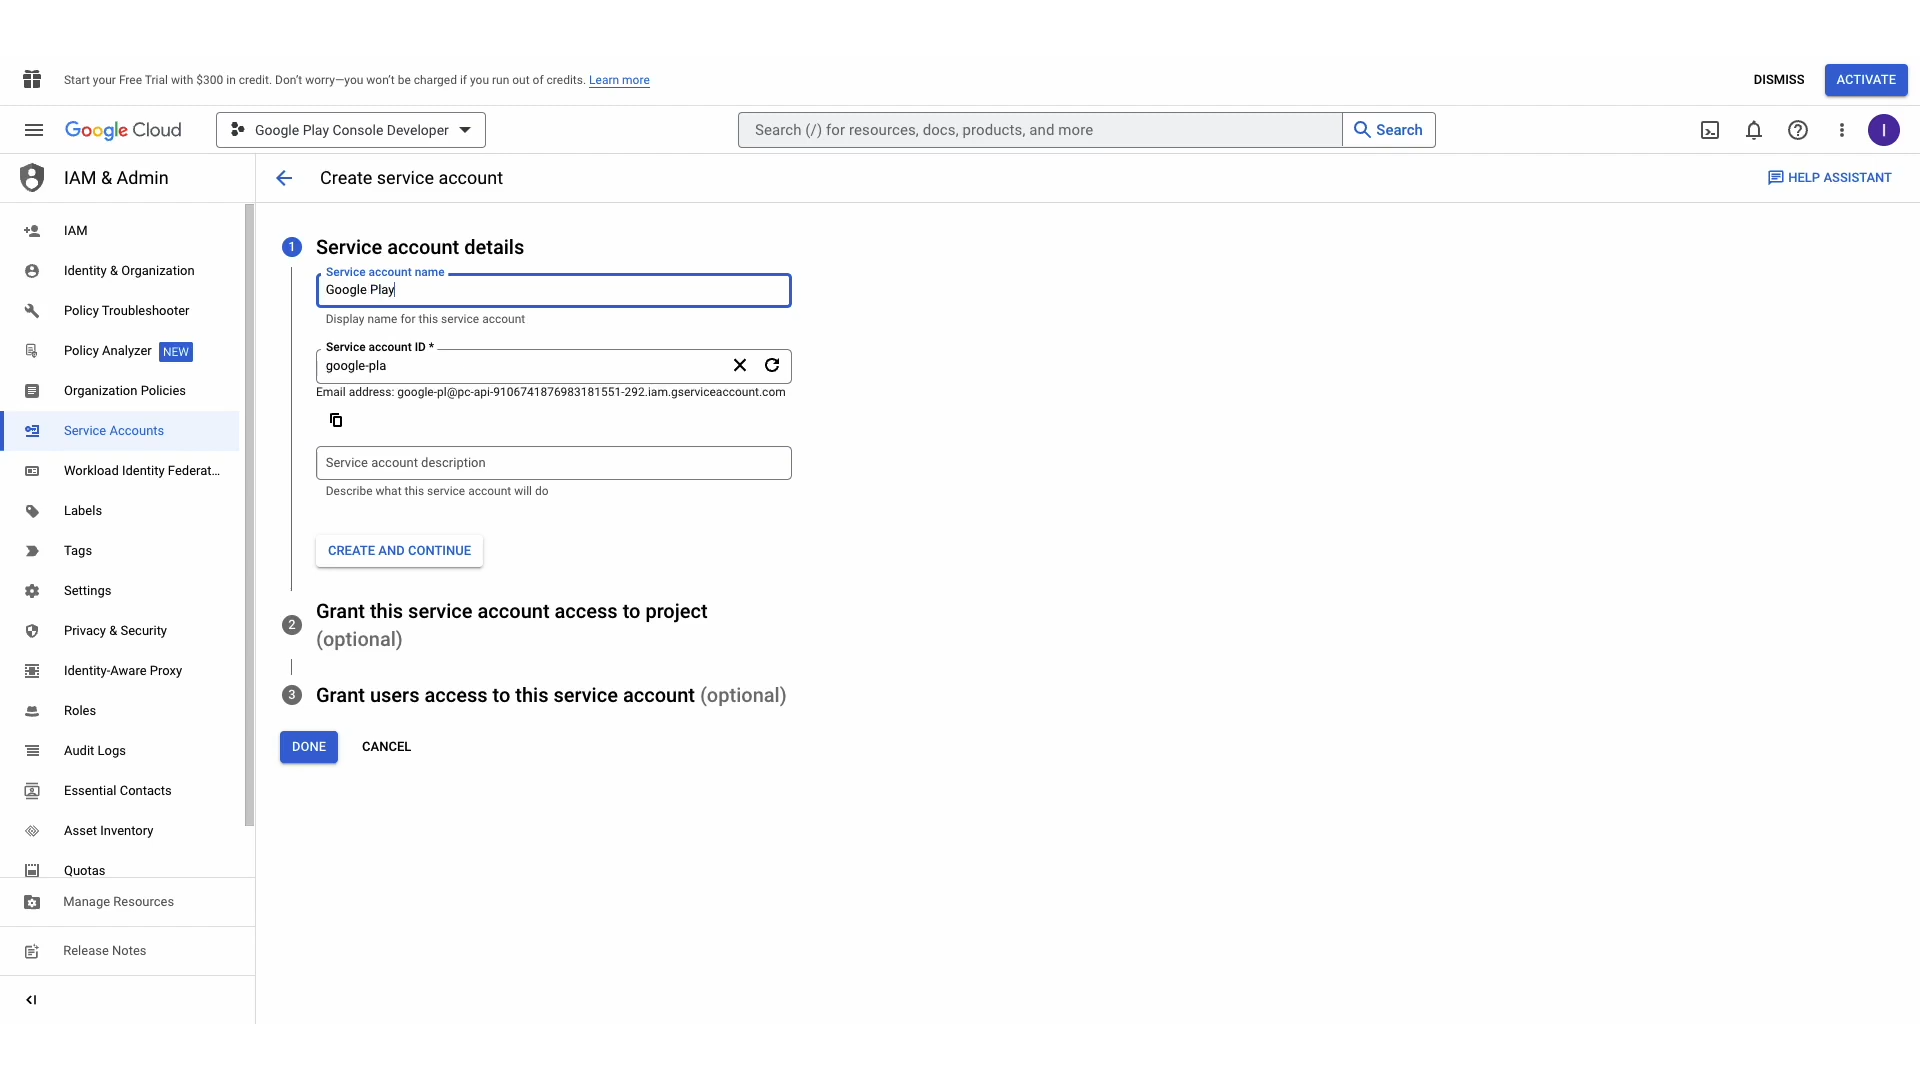 Start your Free Trial with $300 in credit. Don't worry—you won't be charged if you run out of credits. Learn more
DISMISS
ACTIVATE
Google Cloud
Google Play Console Developer
Search (/) for resources, docs, products, and more
Search
I
IAM & Admin
Create service account
HELP ASSISTANT
IAM
Identity & Organization
Policy Troubleshooter
Policy Analyzer NEW
Organization Policies
Service Accounts
Workload Identity Federat...
Labels
Tags
Settings
Privacy & Security
Identity-Aware Proxy
Roles
Audit Logs
Essential Contacts
Asset Inventory
Quotas
Manage Resources
Release Notes
1 Service account details
Service account name
Google Play
Display name for this service account
Service account ID *
google-pla
Email address: google-pl@pc-api-9106741876983181551-292.iam.gserviceaccount.com
Service account description
Describe what this service account will do
CREATE AND CONTINUE
2 Grant this service account access to project
(optional)
3 Grant users access to this service account (optional)
DONE
CANCEL